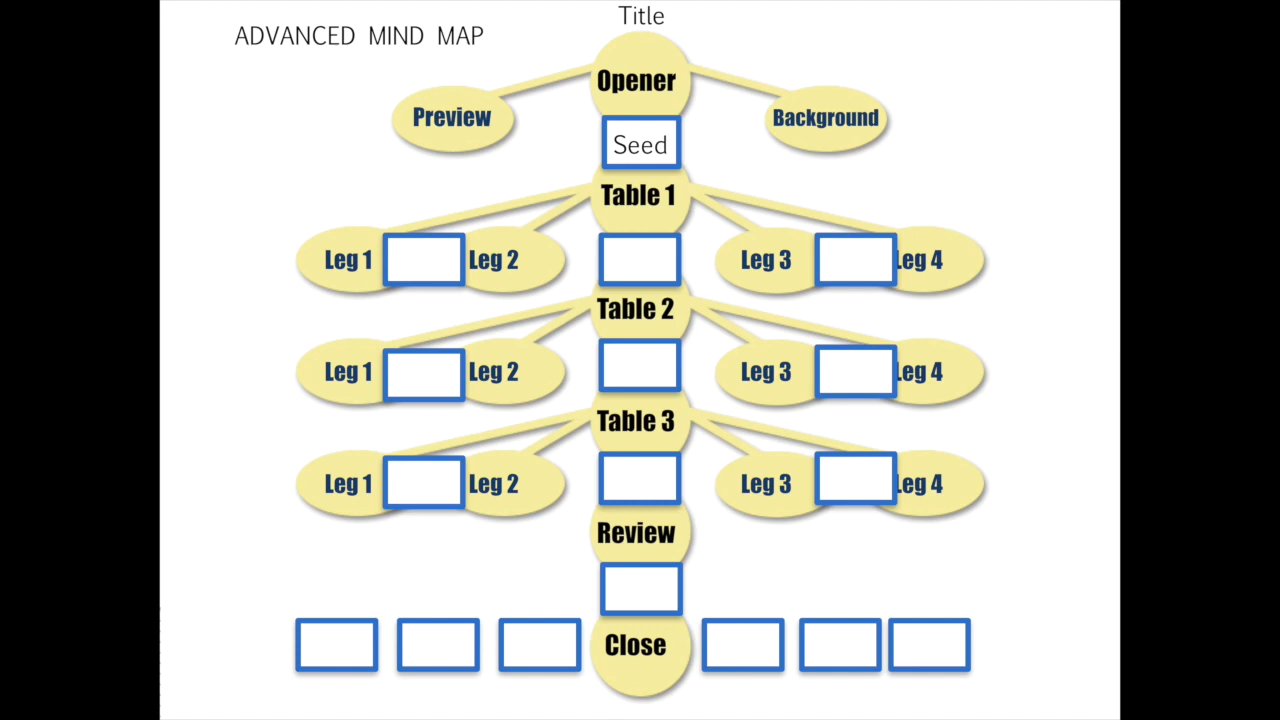 Title
ADVANCED MIND MAP
Opener
Preview
Background
Seed
Table 1
Leg 1
Leg 2
Leg 3
Leg 4
Table 2
Leg 1
Leg 2
Leg 3
Leg 4
Table 3
Leg 1
Leg 2
Leg 3
Leg 4
Review
Close